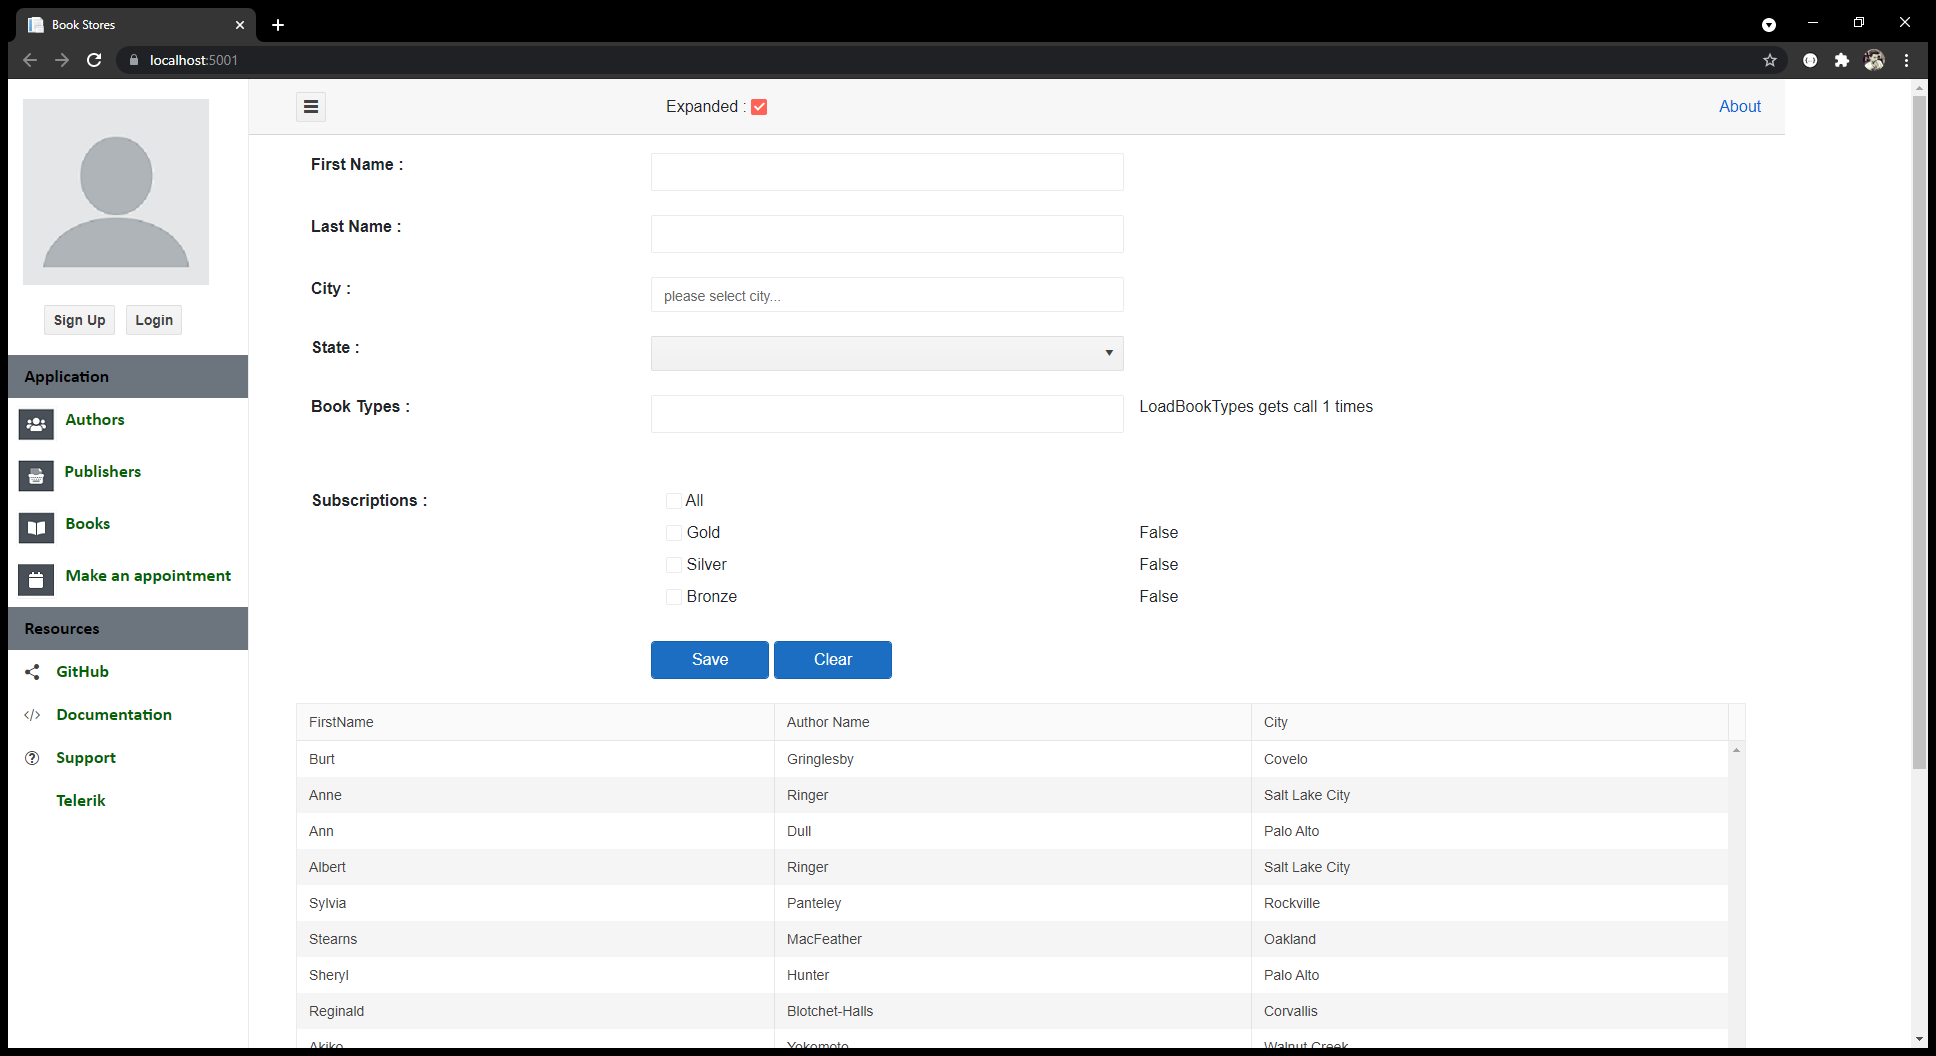 Book Stores
localhost:5001
Expanded :
About
First Name :
Last Name :
City :
please select city...
State :
Book Types :
LoadBookTypes gets call 1 times
Subscriptions :
All
Gold
False
Silver
False
Bronze
False
Save
Clear
Sign Up
Login
Application
Authors
Publishers
Books
Make an appointment
Resources
GitHub
Documentation
Support
Telerik
FirstName Author Name City
Burt Gringlesby Covelo
Anne Ringer Salt Lake City
Ann Dull Palo Alto
Albert Ringer Salt Lake City
Sylvia Panteley Rockville
Stearns MacFeather Oakland
Sheryl Hunter Palo Alto
Reginald Blotchet-Halls Corvallis
Akiko Yokomoto Walnut Creek